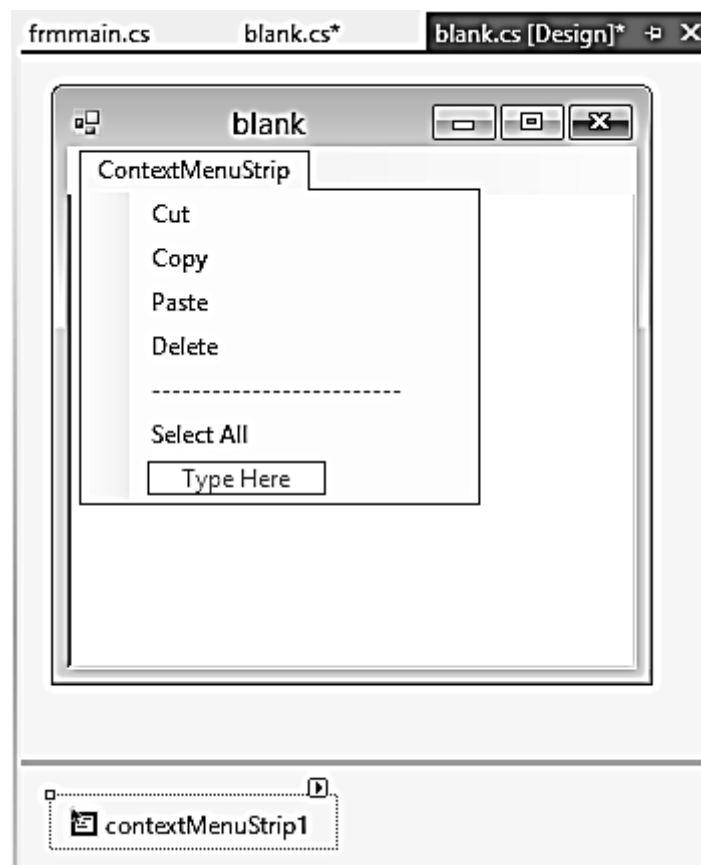 frmmain.cs blank.cs* blank.cs [Design]*
blank
ContextMenuStrip
Cut
Copy
Paste
Delete
-------------------------
Select All
Type Here
contextMenuStrip1